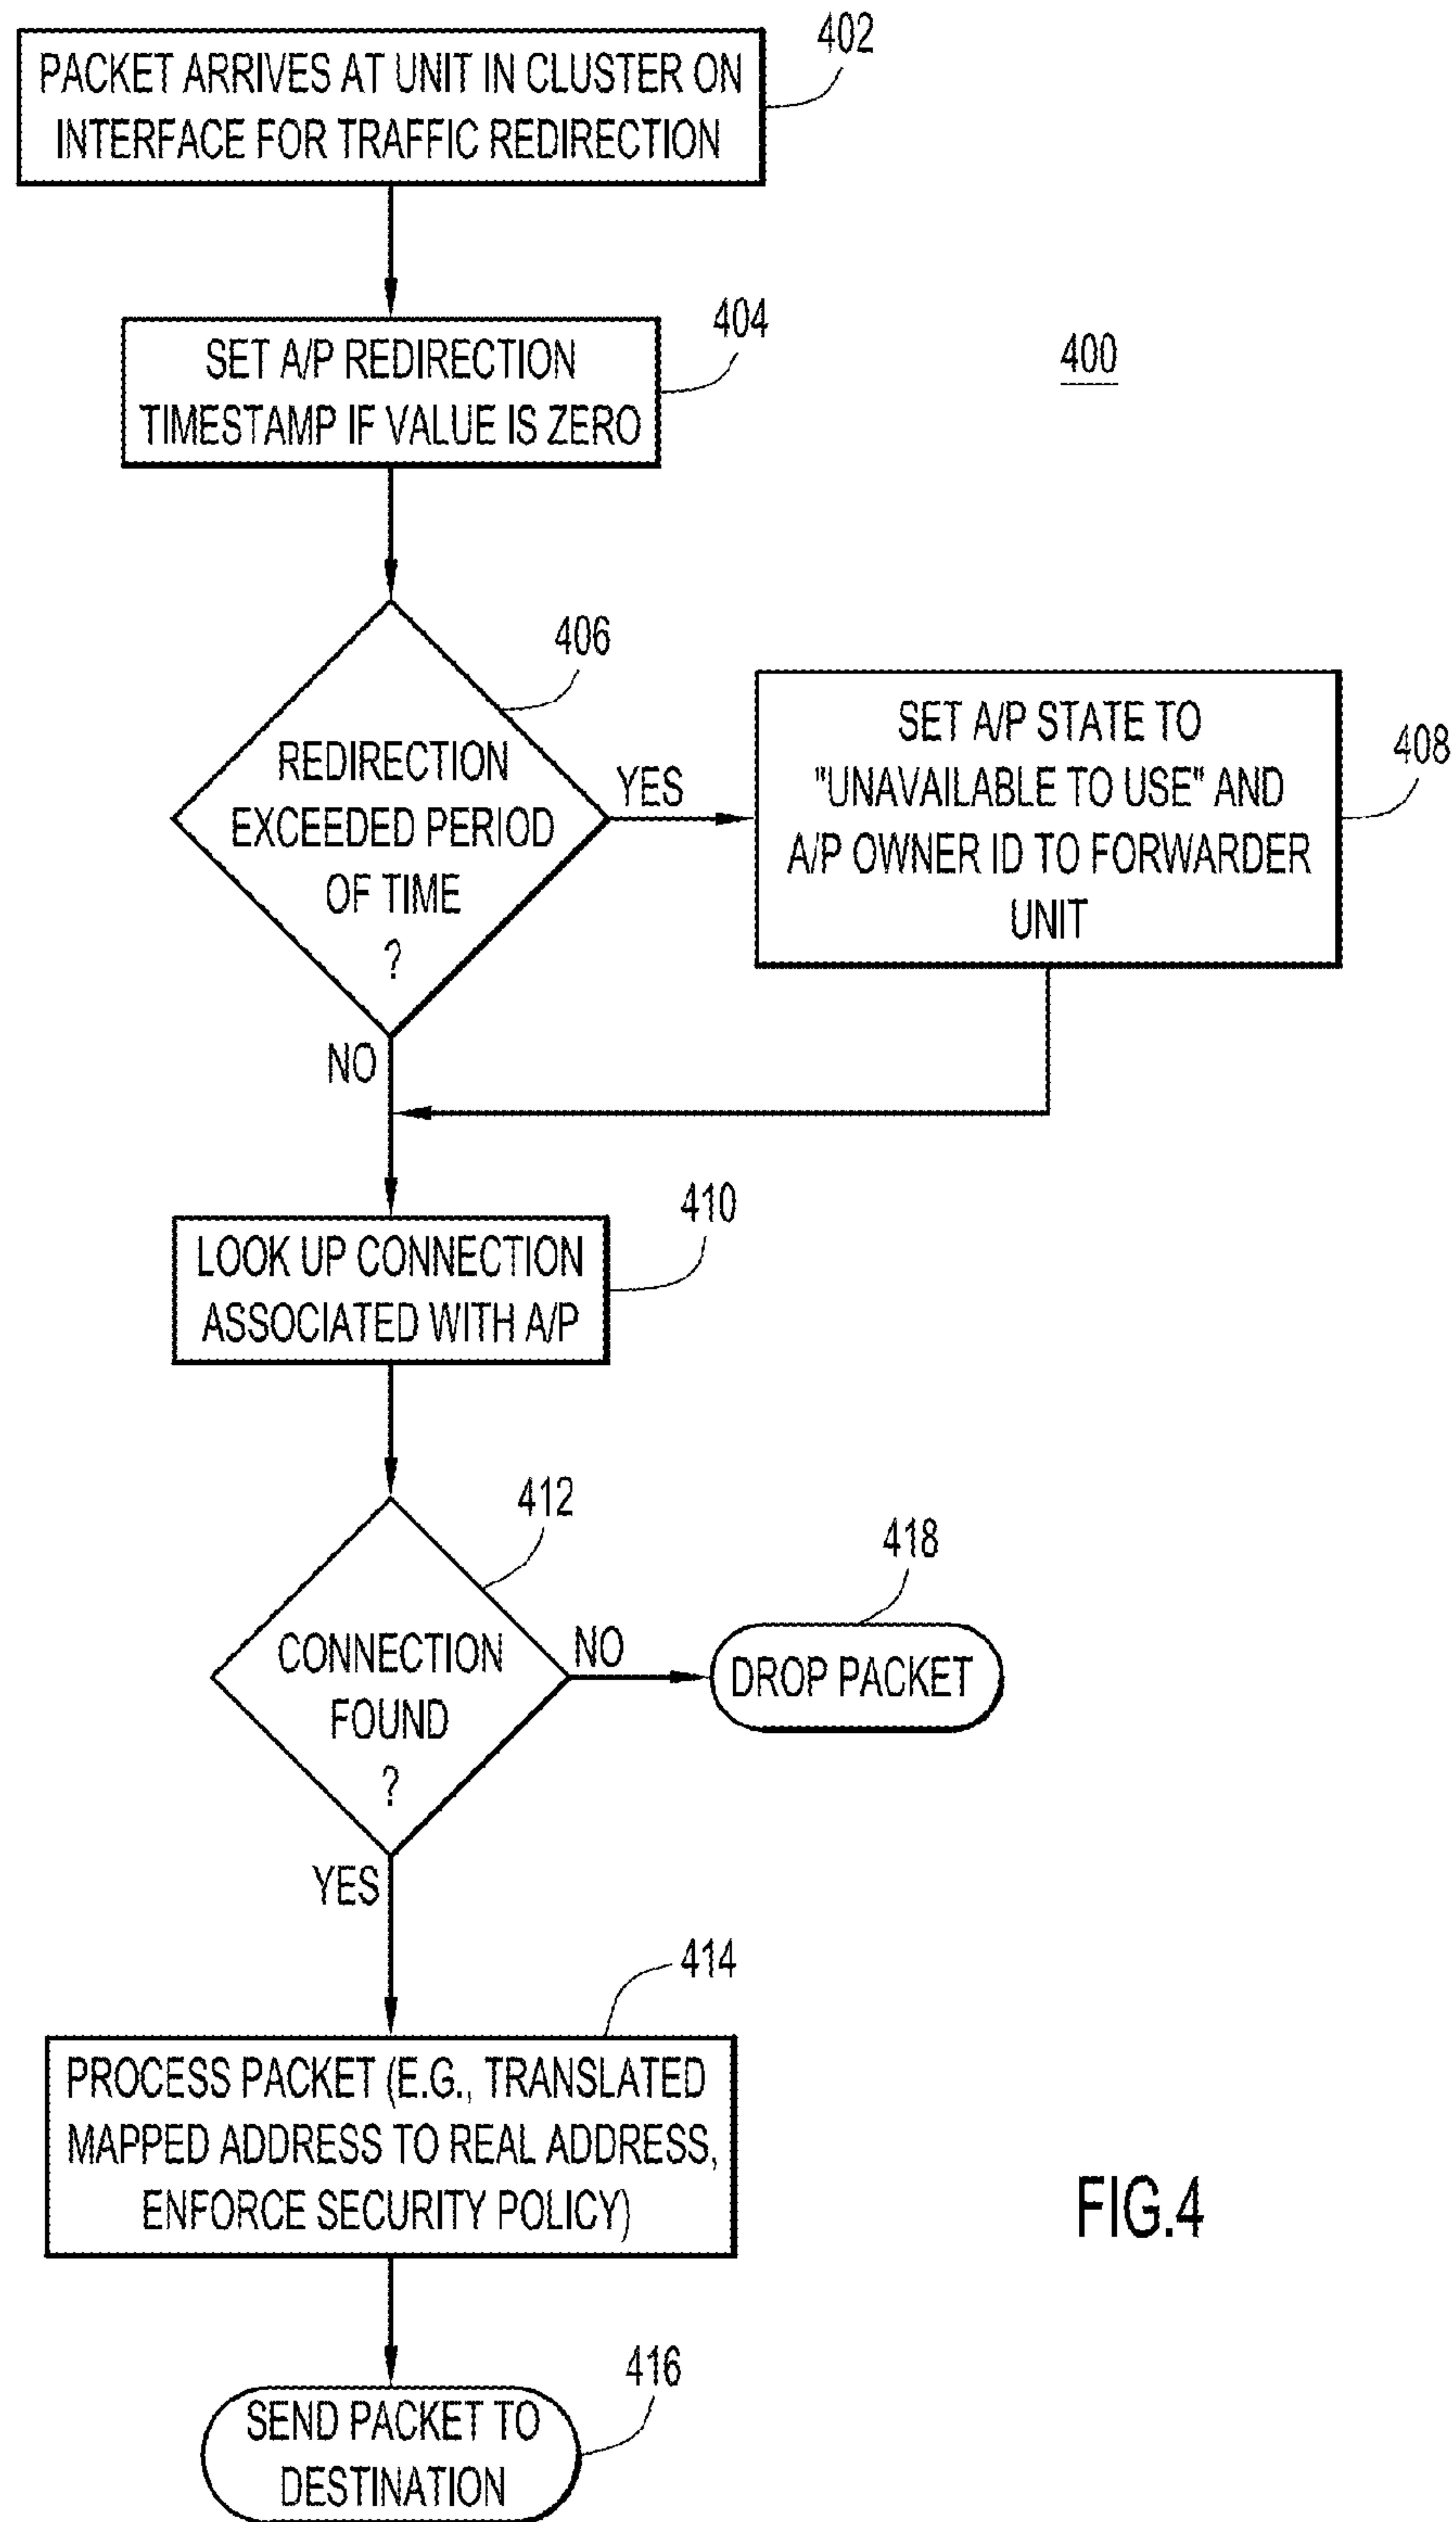 402
PACKET ARRIVES AT UNIT IN CLUSTER ON
INTERFACE FOR TRAFFIC REDIRECTION
404
SET A/P REDIRECTION
TIMESTAMP IF VALUE IS ZERO
400
406
REDIRECTION
EXCEEDED PERIOD
OF TIME
?
YES
SET A/P STATE TO
"UNAVAILABLE TO USE" AND
A/P OWNER ID TO FORWARDER
UNIT
408
NO
410
LOOK UP CONNECTION
ASSOCIATED WITH A/P
412
CONNECTION
FOUND
?
NO
418
DROP PACKET
YES
414
PROCESS PACKET (E.G., TRANSLATED
MAPPED ADDRESS TO REAL ADDRESS,
ENFORCE SECURITY POLICY)
FIG.4
416
SEND PACKET TO
DESTINATION